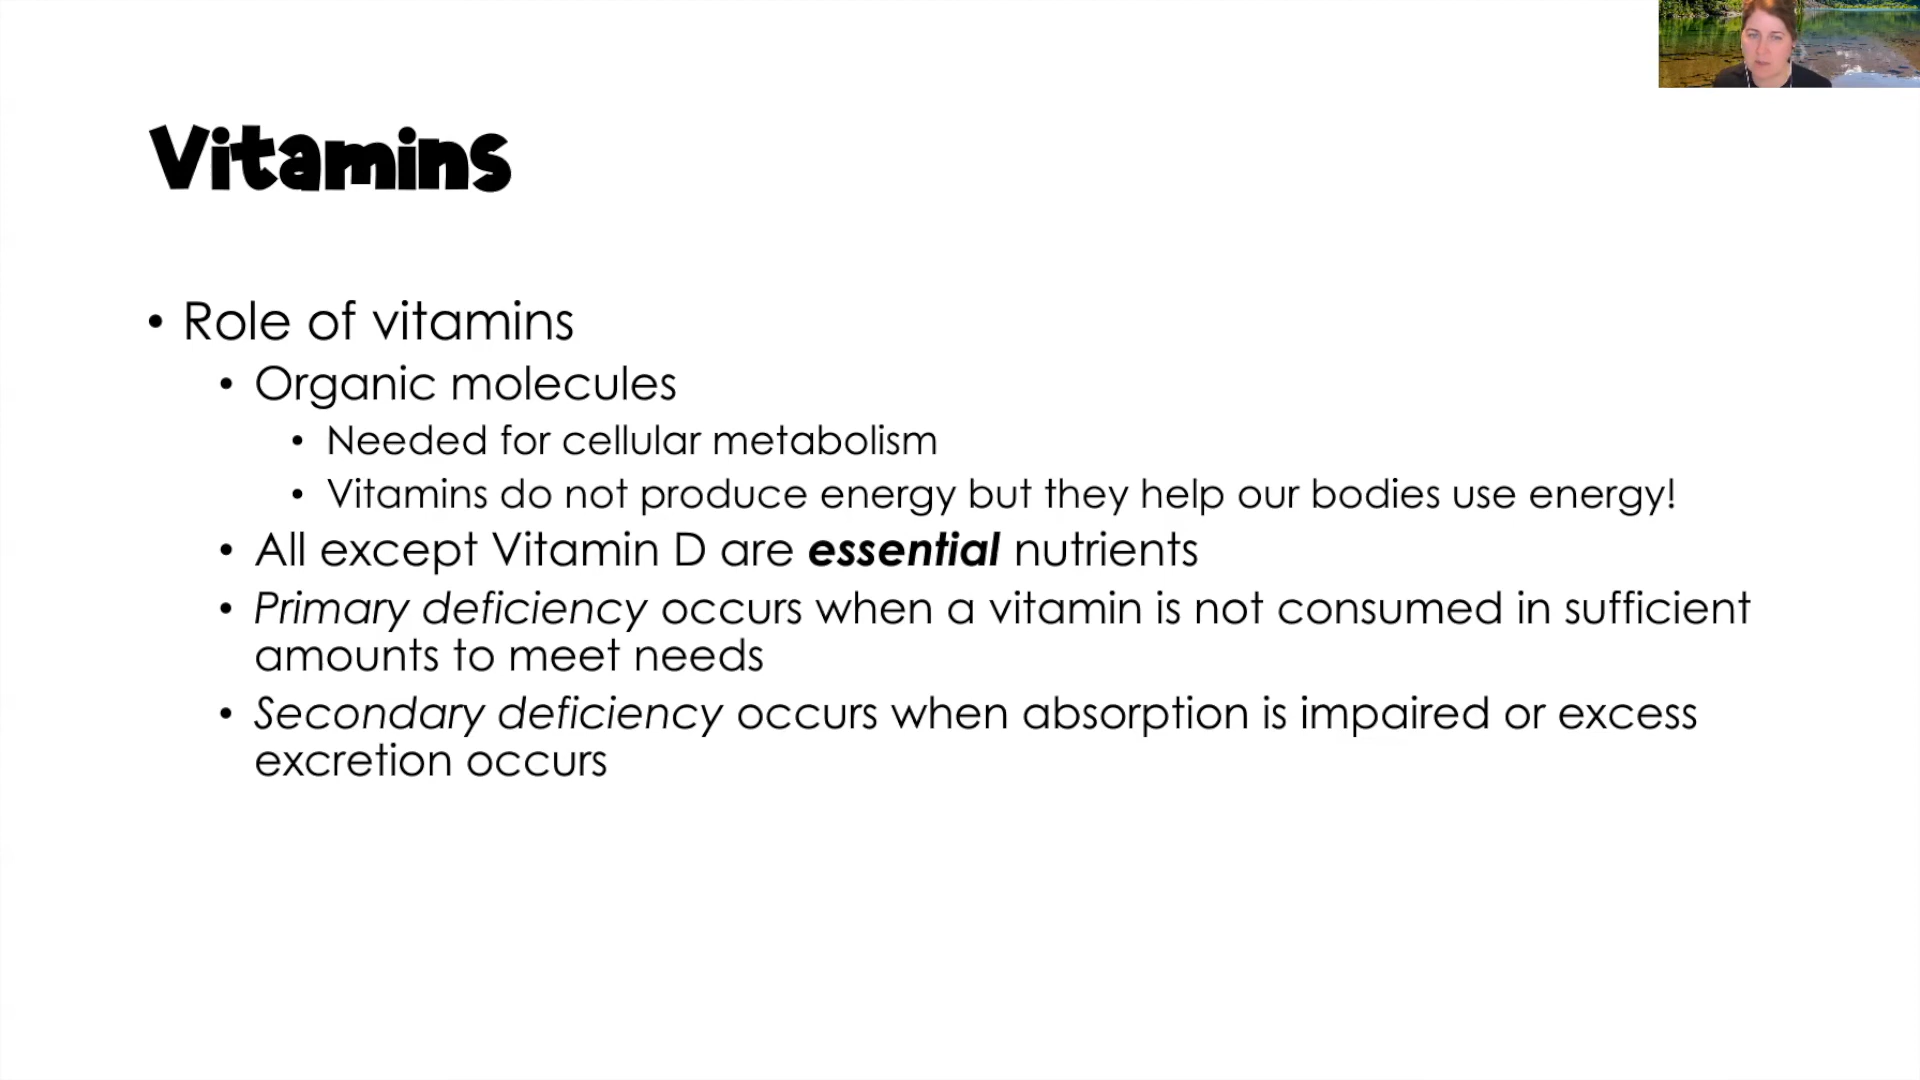 Vitamins
• Role of vitamins
• Organic molecules
• Needed for cellular metabolism
• Vitamins do not produce energy but they help our bodies use energy!
• All except Vitamin D are essential nutrients
• Primary deficiency occurs when a vitamin is not consumed in sufficient
amounts to meet needs
• Secondary deficiency occurs when absorption is impaired or excess
excretion occurs